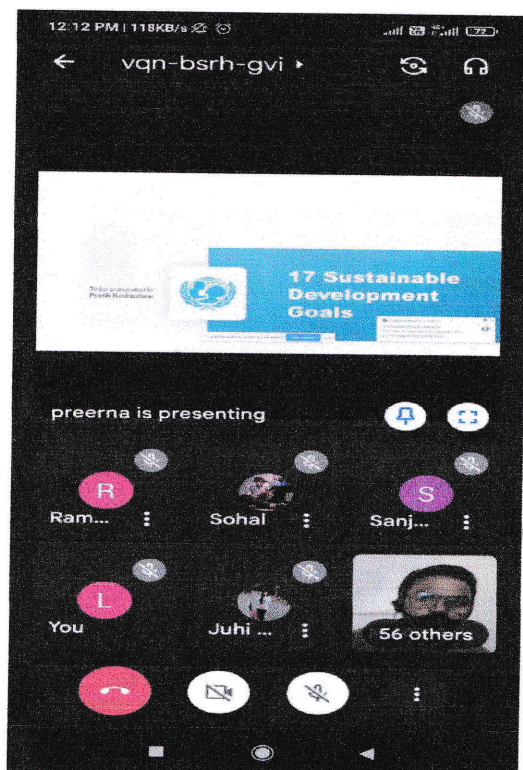 12:12 PM | 118KB/s
72
vqn-bsrh-gvi
17 Sustainable
Development
Goals
preerna is presenting
R
Ram...
Sohal
S
Sanj...
L
You
Juhi ...
56 others